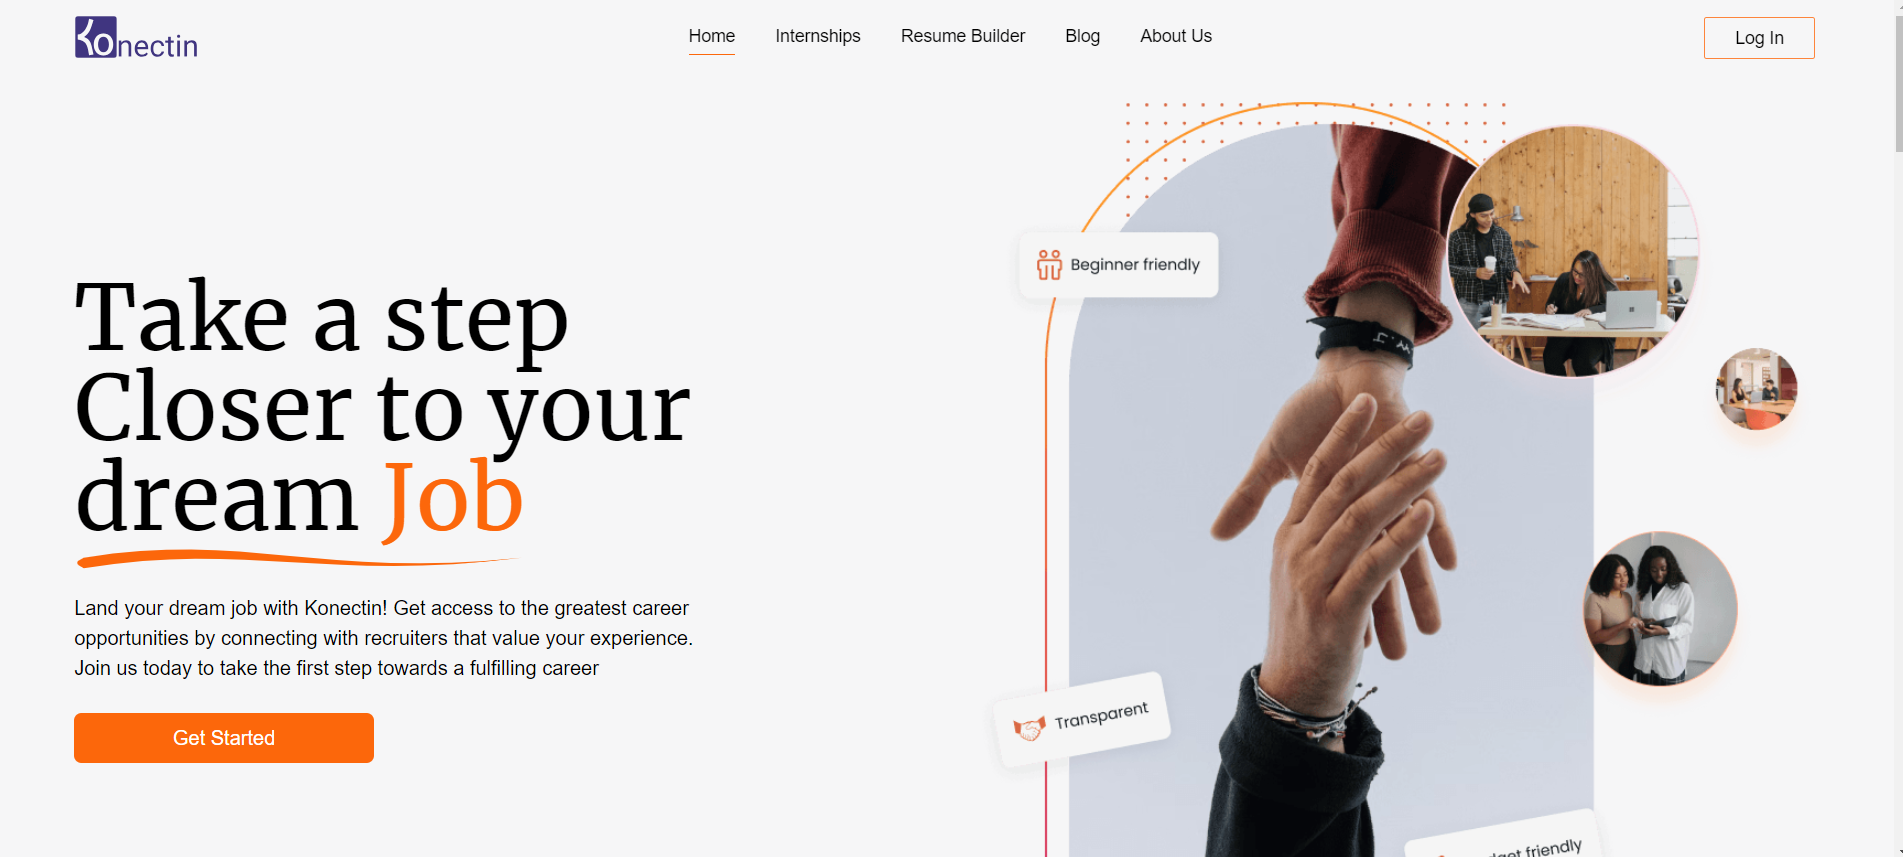 Konectin
Home Internships Resume Builder Blog About Us
Log In
Take a step
Closer to your
dream Job
Land your dream job with Konectin! Get access to the greatest career
opportunities by connecting with recruiters that value your experience.
Join us today to take the first step towards a fulfilling career
Get Started
Beginner friendly
Transparent
friendly